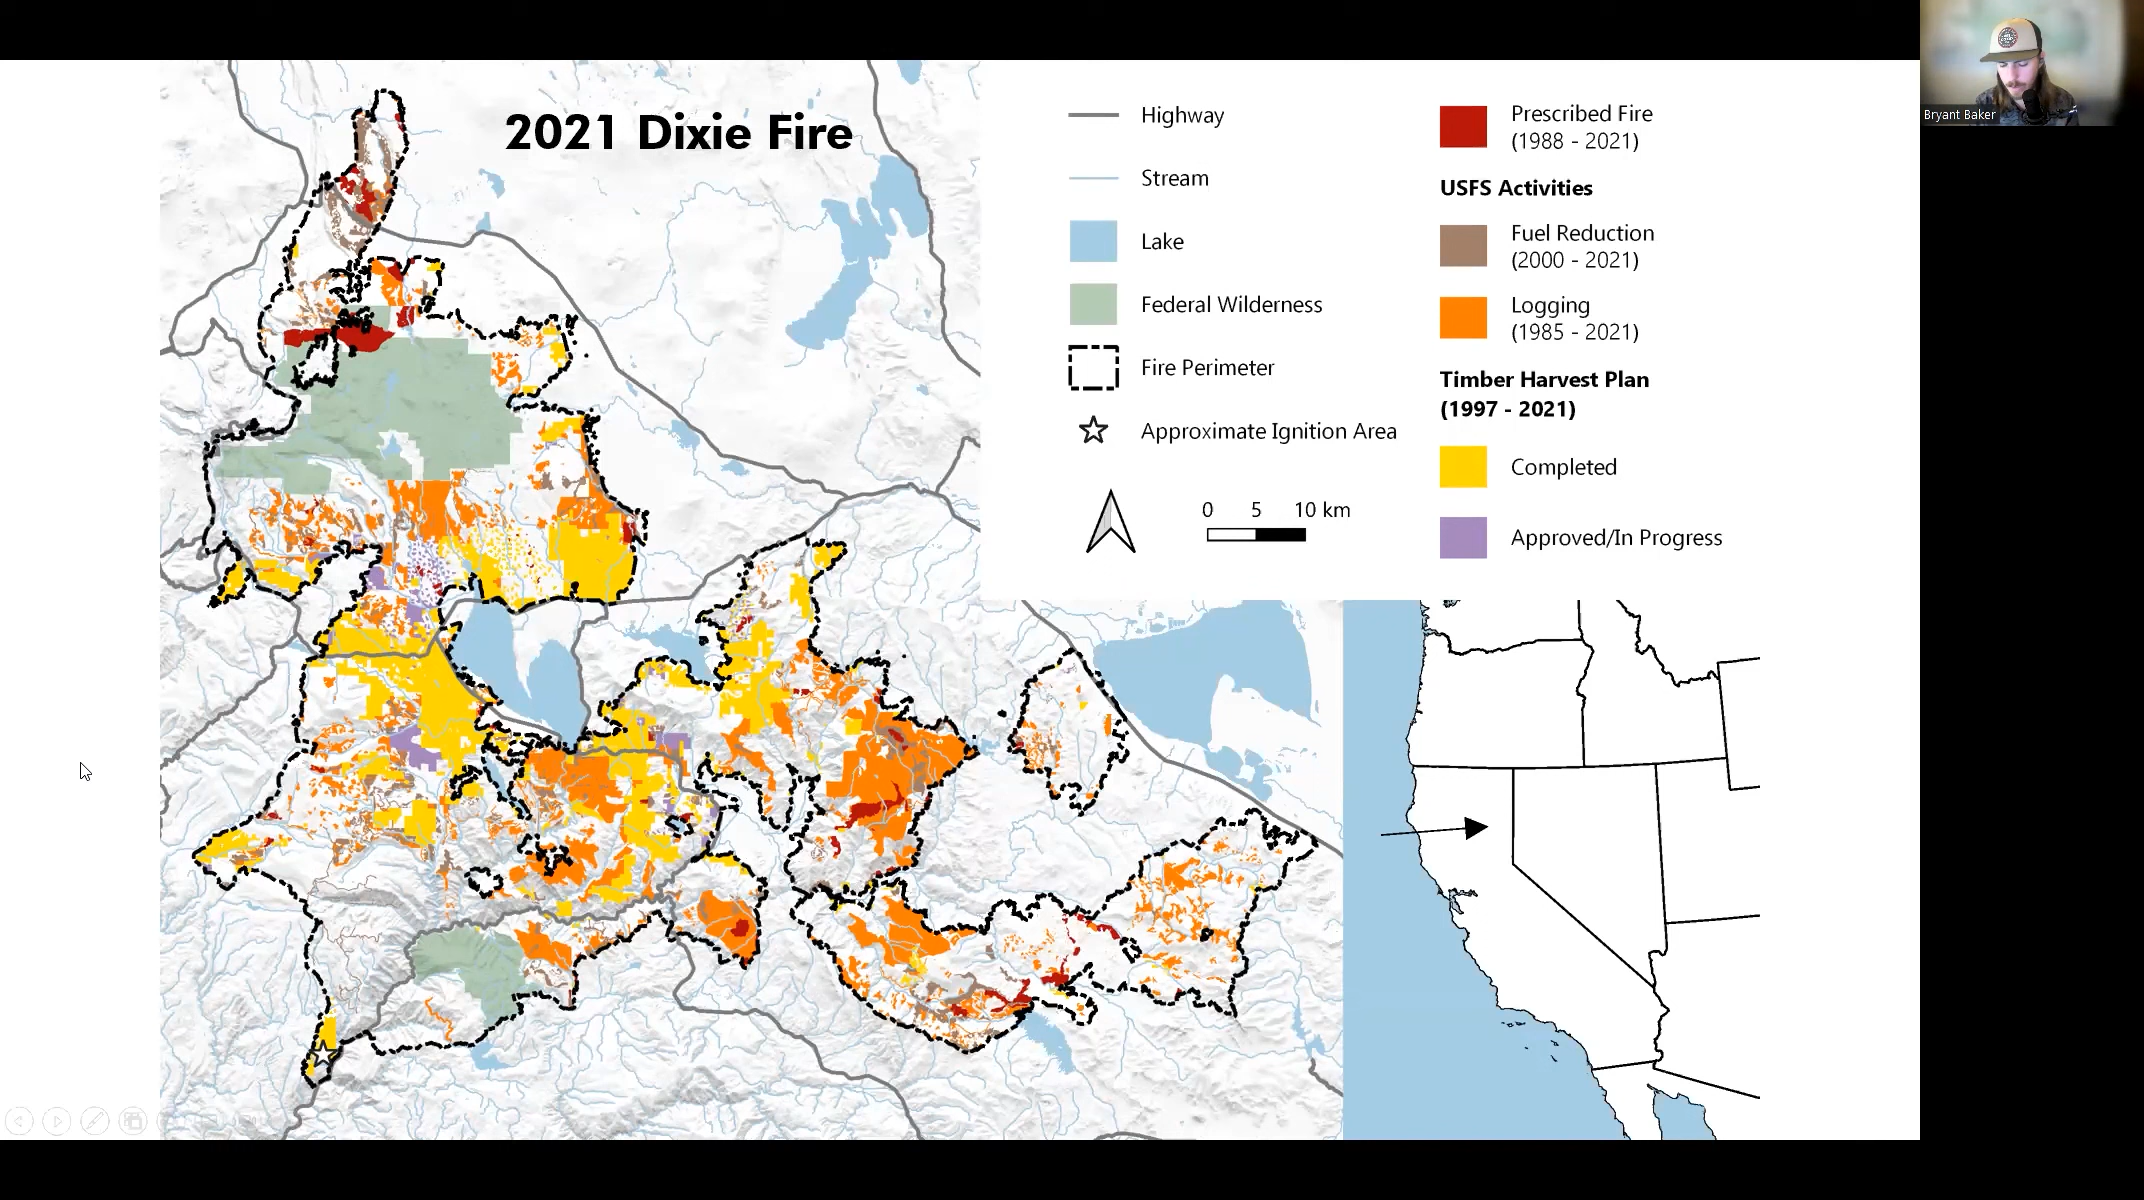 2021 Dixie Fire
Highway
Stream
Lake
Federal Wilderness
Fire Perimeter
Approximate Ignition Area
0 5 10 km
Prescribed Fire
(1988 - 2021)
USFS Activities
Fuel Reduction
(2000 - 2021)
Logging
(1985 - 2021)
Timber Harvest Plan
(1997 - 2021)
Completed
Approved/In Progress
Bryant Baker